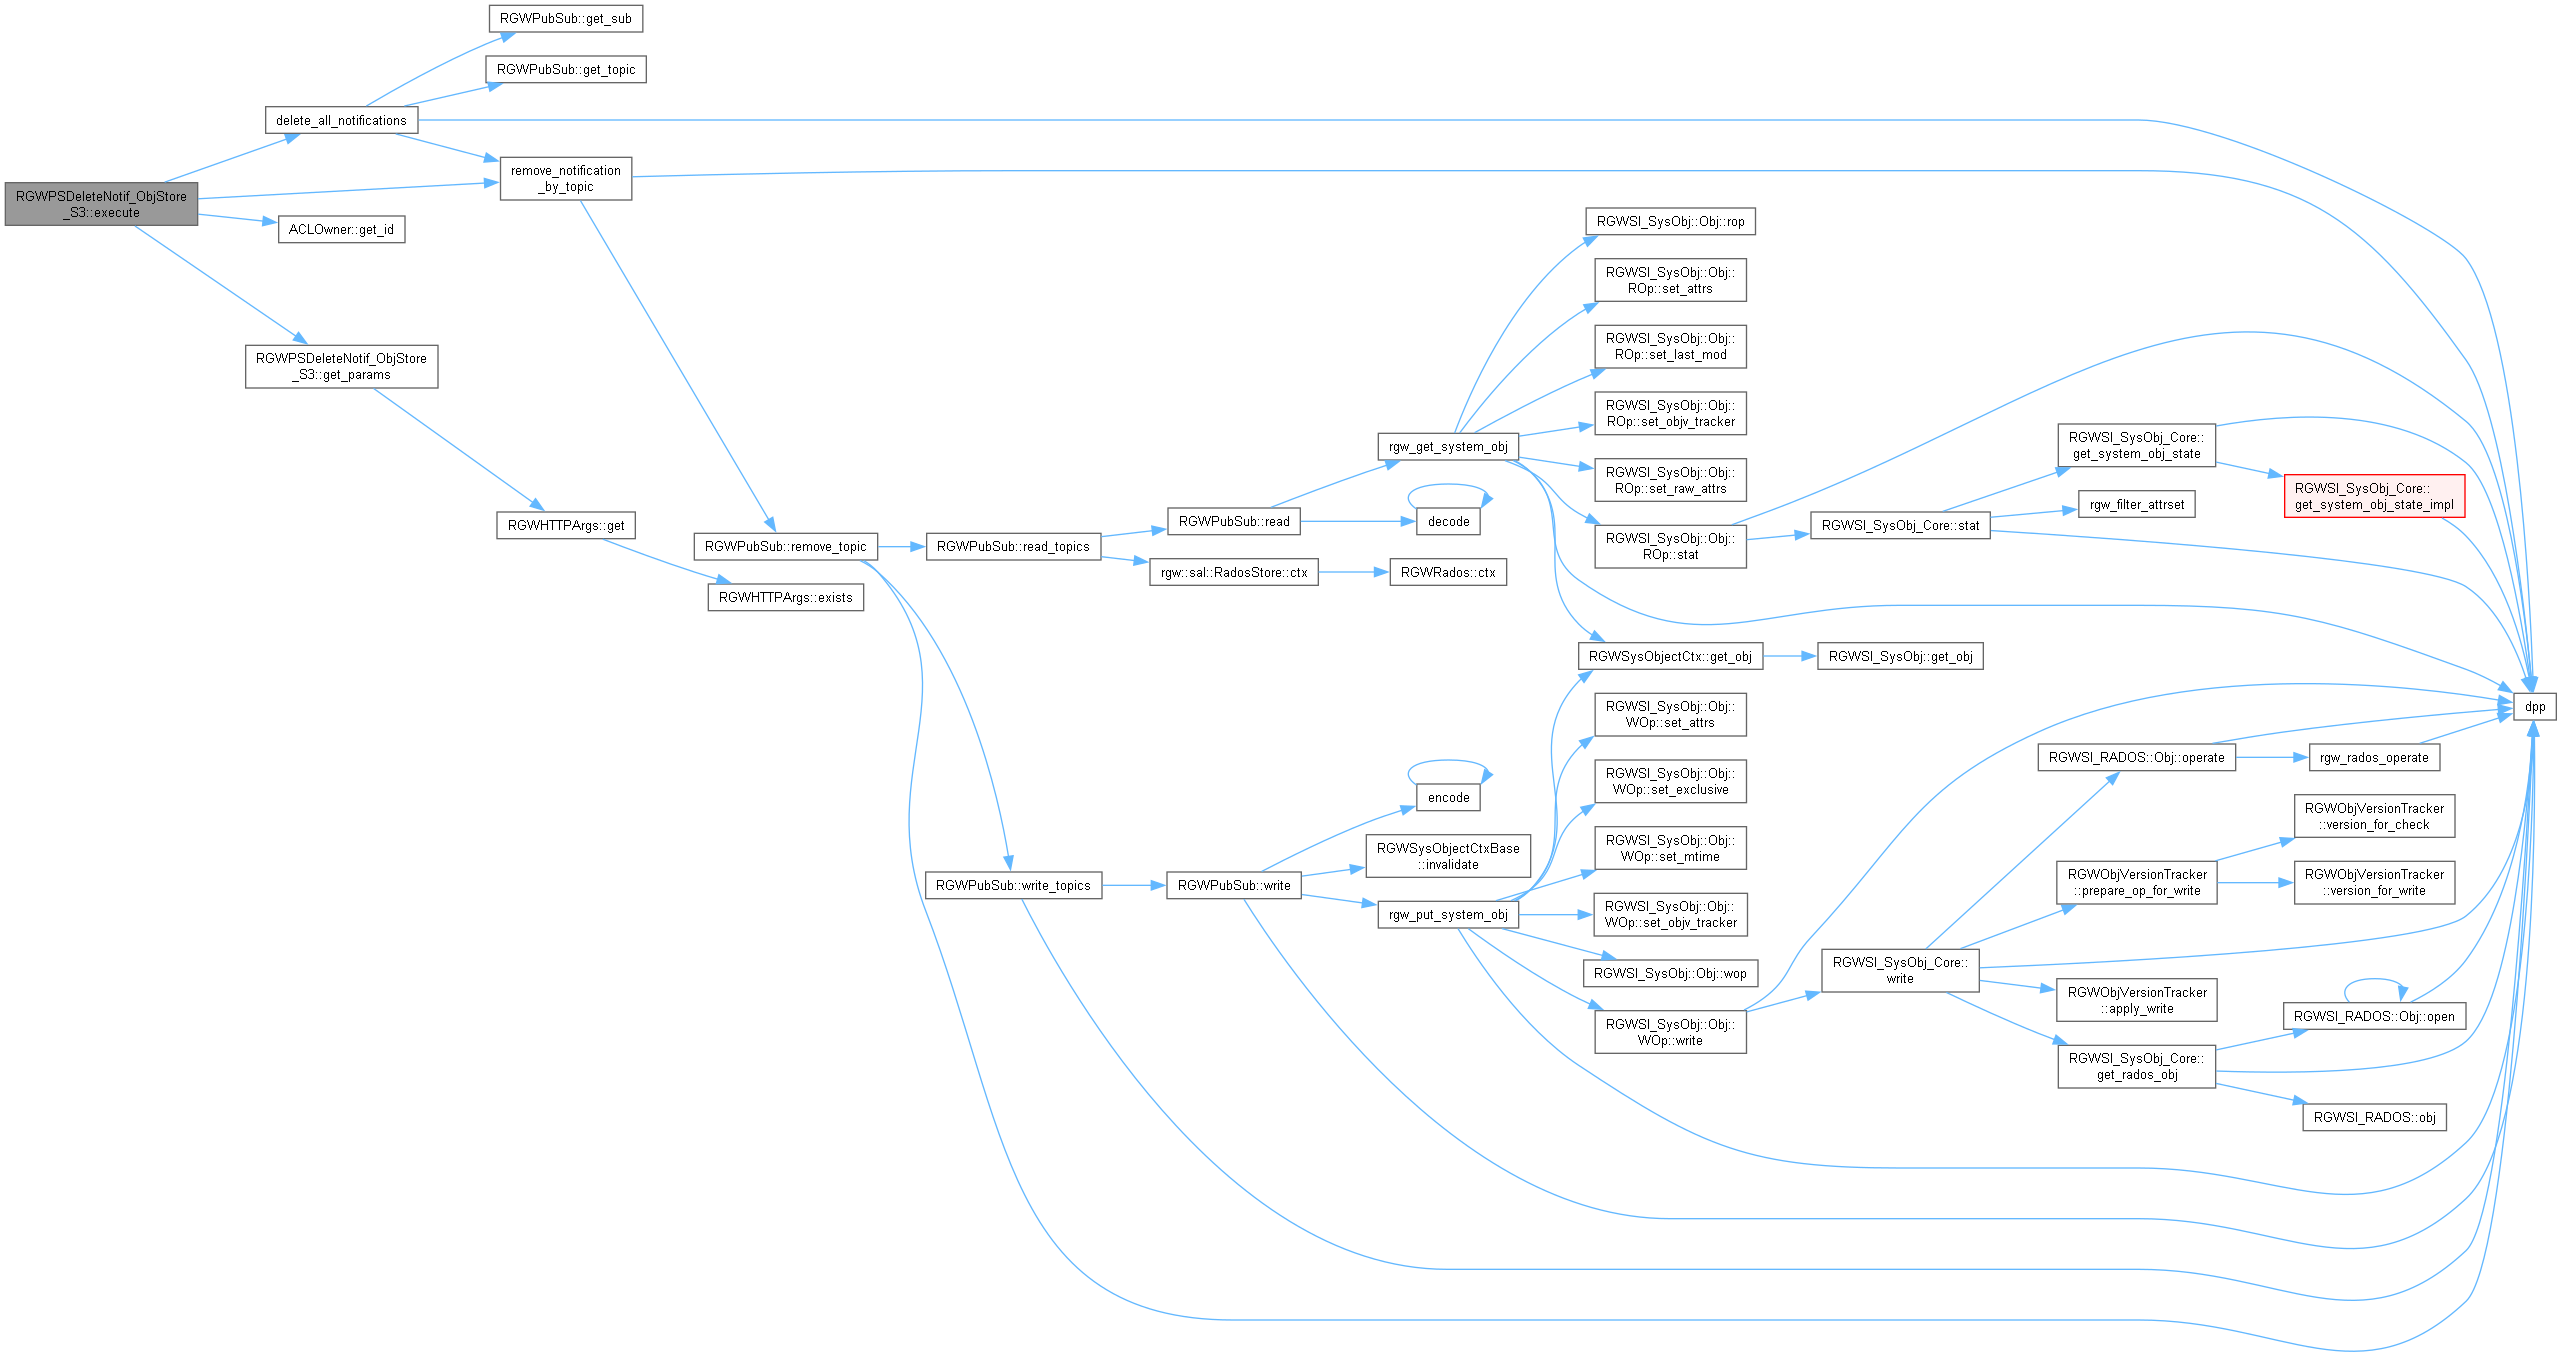 RGWPSDeleteNotif_ObjStore
_S3::execute
delete_all_notifications
RGWPubSub::get_sub
RGWPubSub::get_topic
remove_notification
_by_topic
ACLOwner::get_id
RGWPSDeleteNotif_ObjStore
_S3::get_params
RGWHTTPArgs::get
RGWHTTPArgs::exists
RGWPubSub::remove_topic
RGWPubSub::read_topics
RGWPubSub::read
rgw::sal::RadosStore::ctx
RGWRados::ctx
decode
rgw_get_system_obj
RGWSI_SysObj::Obj::rop
RGWSI_SysObj::Obj::
ROp::set_attrs
RGWSI_SysObj::Obj::
ROp::set_last_mod
RGWSI_SysObj::Obj::
ROp::set_objv_tracker
RGWSI_SysObj::Obj::
ROp::set_raw_attrs
RGWSI_SysObj::Obj::
ROp::stat
RGWSI_SysObj_Core::stat
RGWSI_SysObj_Core::
get_system_obj_state
rgw_filter_attrset
RGWSI_SysObj_Core::
get_system_obj_state_impl
RGWSysObjectCtx::get_obj
RGWSI_SysObj::get_obj
dpp
RGWPubSub::write_topics
RGWPubSub::write
encode
RGWSysObjectCtxBase
::invalidate
rgw_put_system_obj
RGWSI_SysObj::Obj::
WOp::set_attrs
RGWSI_SysObj::Obj::
WOp::set_exclusive
RGWSI_SysObj::Obj::
WOp::set_mtime
RGWSI_SysObj::Obj::
WOp::set_objv_tracker
RGWSI_SysObj::Obj::wop
RGWSI_SysObj::Obj::
WOp::write
RGWSI_SysObj_Core::
write
RGWSI_RADOS::Obj::operate
rgw_rados_operate
RGWObjVersionTracker
::prepare_op_for_write
RGWObjVersionTracker
::version_for_check
RGWObjVersionTracker
::version_for_write
RGWObjVersionTracker
::apply_write
RGWSI_SysObj_Core::
get_rados_obj
RGWSI_RADOS::Obj::open
RGWSI_RADOS::obj